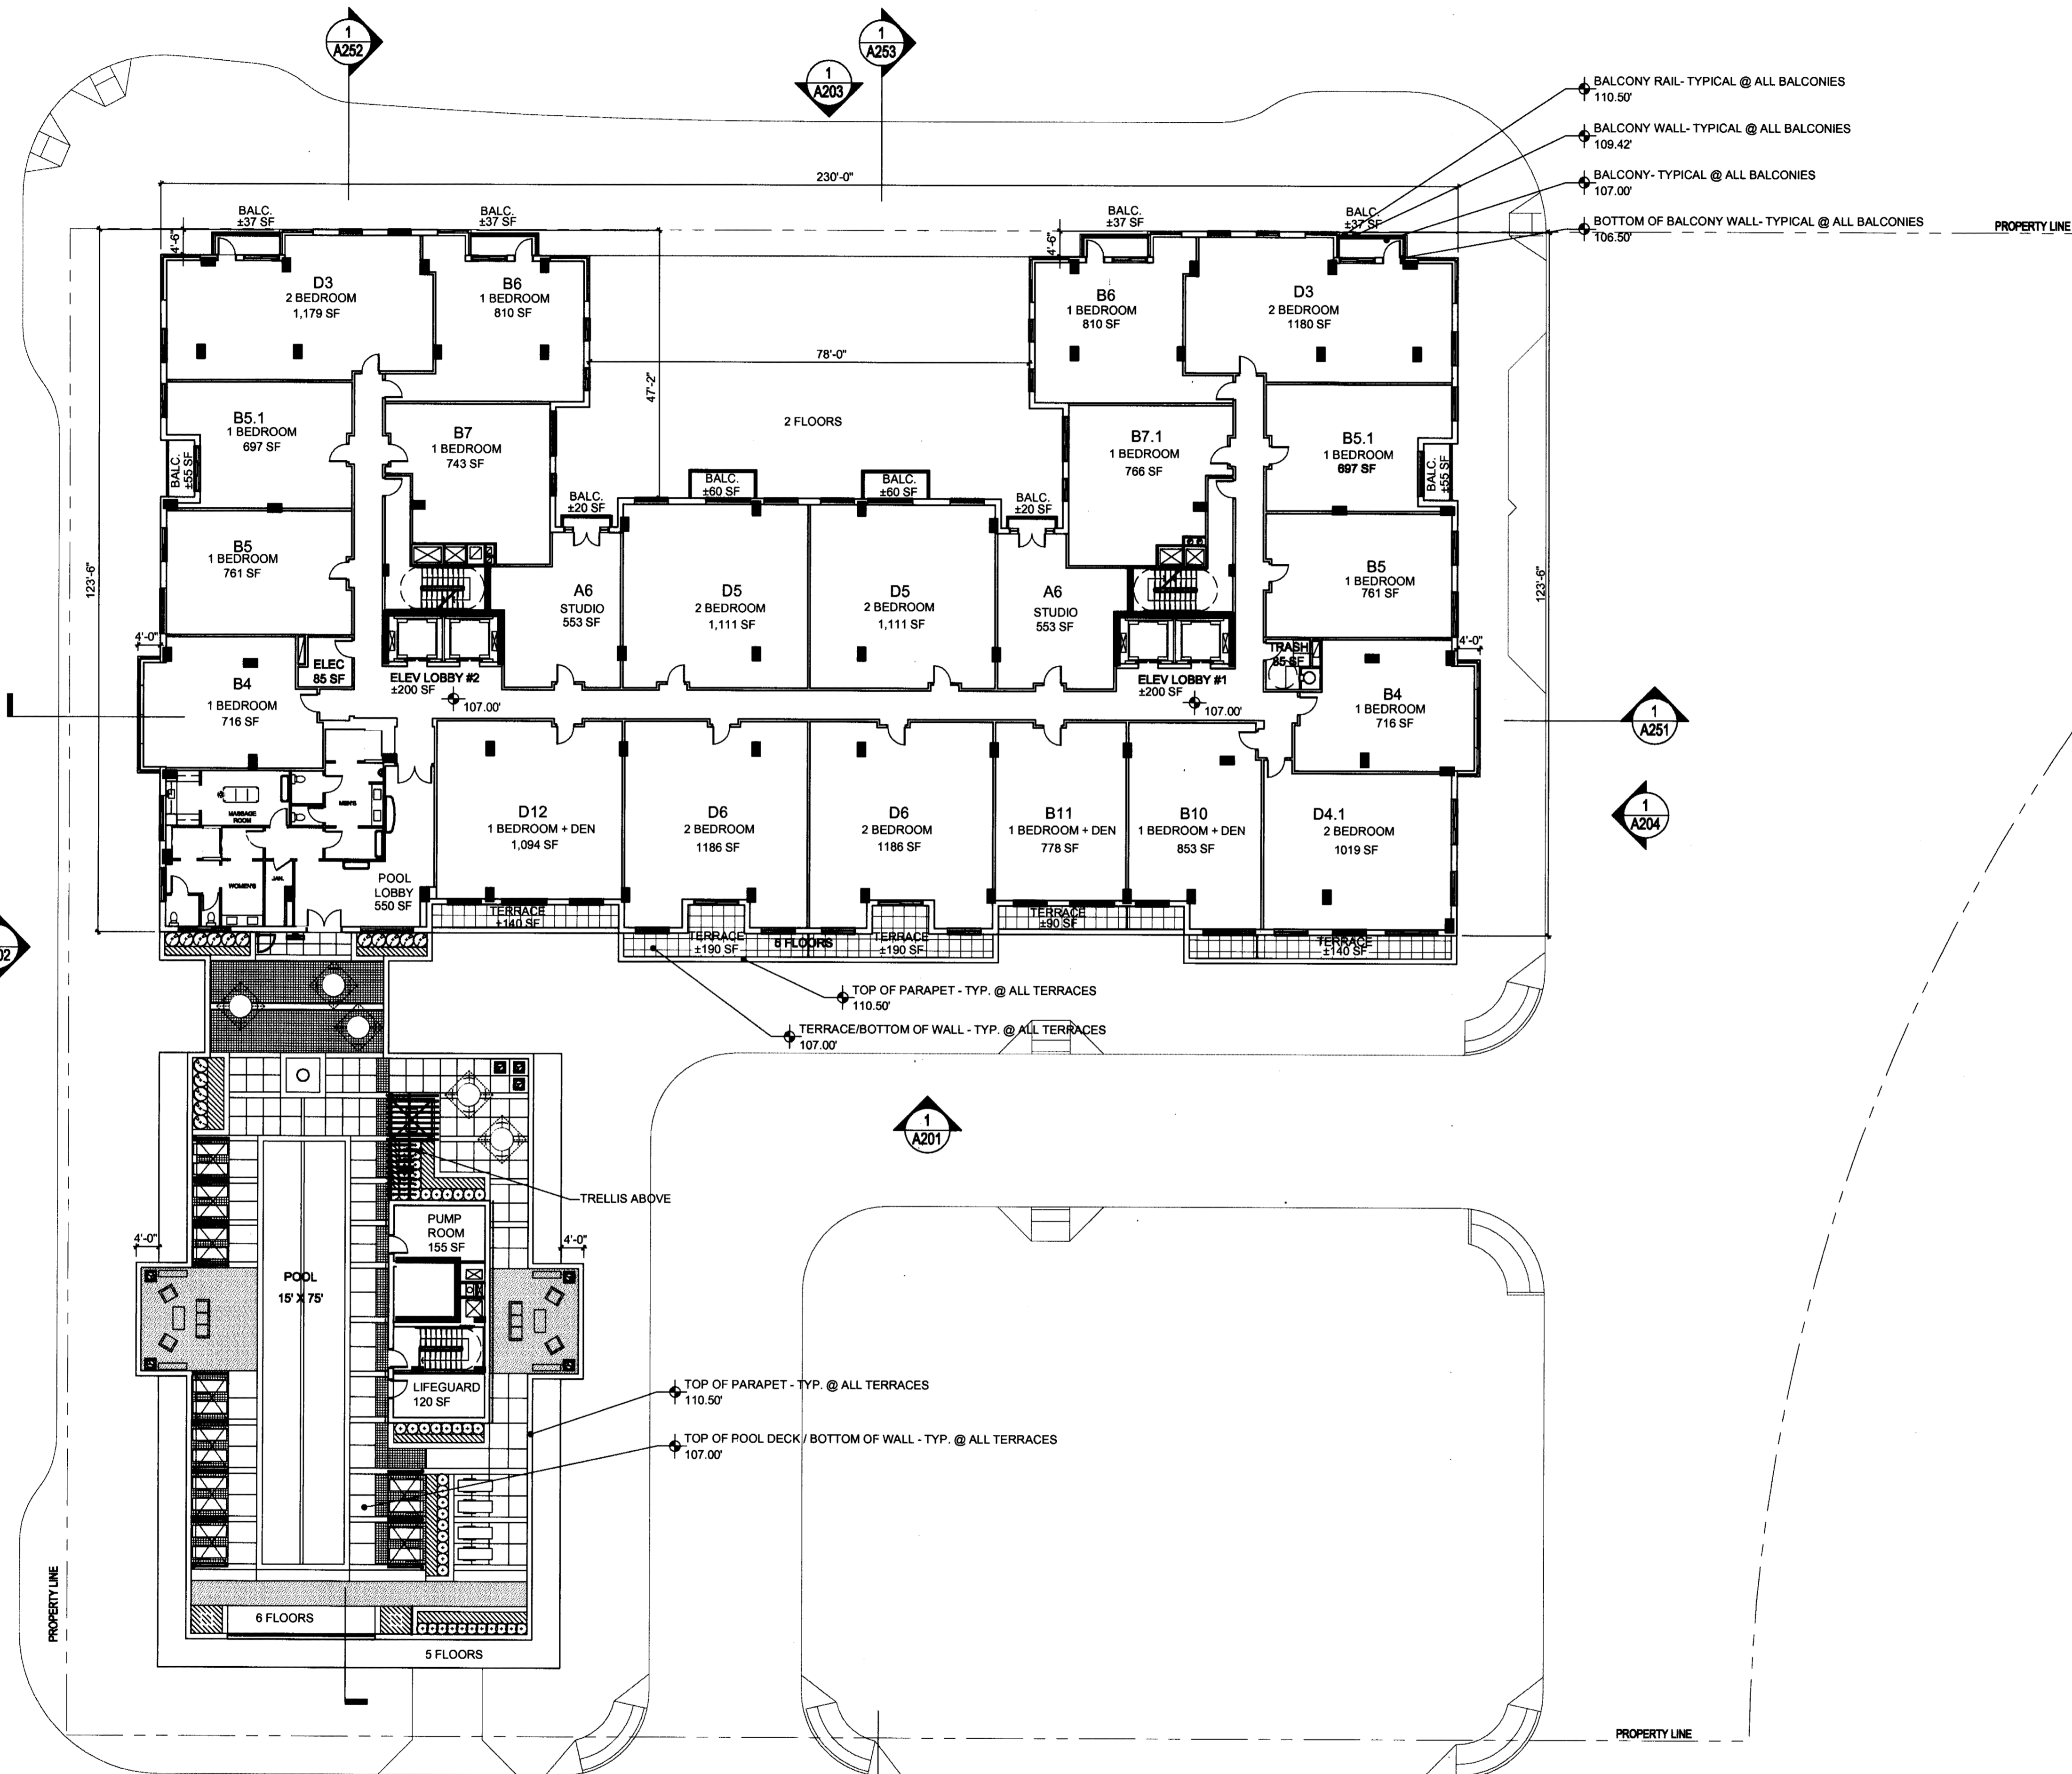 1
A252
1
A253
1
A203
BALCONY RAIL- TYPICAL @ ALL BALCONIES
110.50'
BALCONY WALL- TYPICAL @ ALL BALCONIES
109.42'
BALCONY- TYPICAL @ ALL BALCONIES
107.00'
BOTTOM OF BALCONY WALL- TYPICAL @ ALL BALCONIES
106.50'
PROPERTY LINE
230'-0"
BALC.
±37 SF
BALC.
±37 SF
BALC.
±37 SF
BALC.
±37 SF
4'-6"
4'-6"
D3
2 BEDROOM
1,179 SF
B6
1 BEDROOM
810 SF
B6
1 BEDROOM
810 SF
D3
2 BEDROOM
1180 SF
78'-0"
47'-2"
2 FLOORS
B5.1
1 BEDROOM
697 SF
BALC.
±55 SF
B7
1 BEDROOM
743 SF
B7.1
1 BEDROOM
766 SF
B5.1
1 BEDROOM
697 SF
BALC.
±55 SF
BALC.
±60 SF
BALC.
±60 SF
BALC.
±20 SF
BALC.
±20 SF
B5
1 BEDROOM
761 SF
A6
STUDIO
553 SF
D5
2 BEDROOM
1,111 SF
D5
2 BEDROOM
1,111 SF
A6
STUDIO
553 SF
B5
1 BEDROOM
761 SF
123'-6"
123'-6"
4'-0"
4'-0"
ELEC
85 SF
TRASH
85 SF
B4
1 BEDROOM
716 SF
ELEV LOBBY #2
±200 SF
107.00'
ELEV LOBBY #1
±200 SF
107.00'
B4
1 BEDROOM
716 SF
1
A251
1
A204
02
MASSAGE
ROOM
MEN'S
WOMEN'S
JAN.
POOL
LOBBY
550 SF
D12
1 BEDROOM + DEN
1,094 SF
D6
2 BEDROOM
1186 SF
D6
2 BEDROOM
1186 SF
B11
1 BEDROOM + DEN
778 SF
B10
1 BEDROOM + DEN
853 SF
D4.1
2 BEDROOM
1019 SF
TERRACE
±140 SF
TERRACE
±190 SF
5 FLOORS
TERRACE
±190 SF
TERRACE
±90 SF
TERRACE
±140 SF
TOP OF PARAPET - TYP. @ ALL TERRACES
110.50'
TERRACE/BOTTOM OF WALL - TYP. @ ALL TERRACES
107.00'
1
A201
TRELLIS ABOVE
PUMP
ROOM
155 SF
4'-0"
4'-0"
POOL
15' X 75'
LIFEGUARD
120 SF
TOP OF PARAPET - TYP. @ ALL TERRACES
110.50'
TOP OF POOL DECK / BOTTOM OF WALL - TYP. @ ALL TERRACES
107.00'
PROPERTY LINE
6 FLOORS
5 FLOORS
PROPERTY LINE